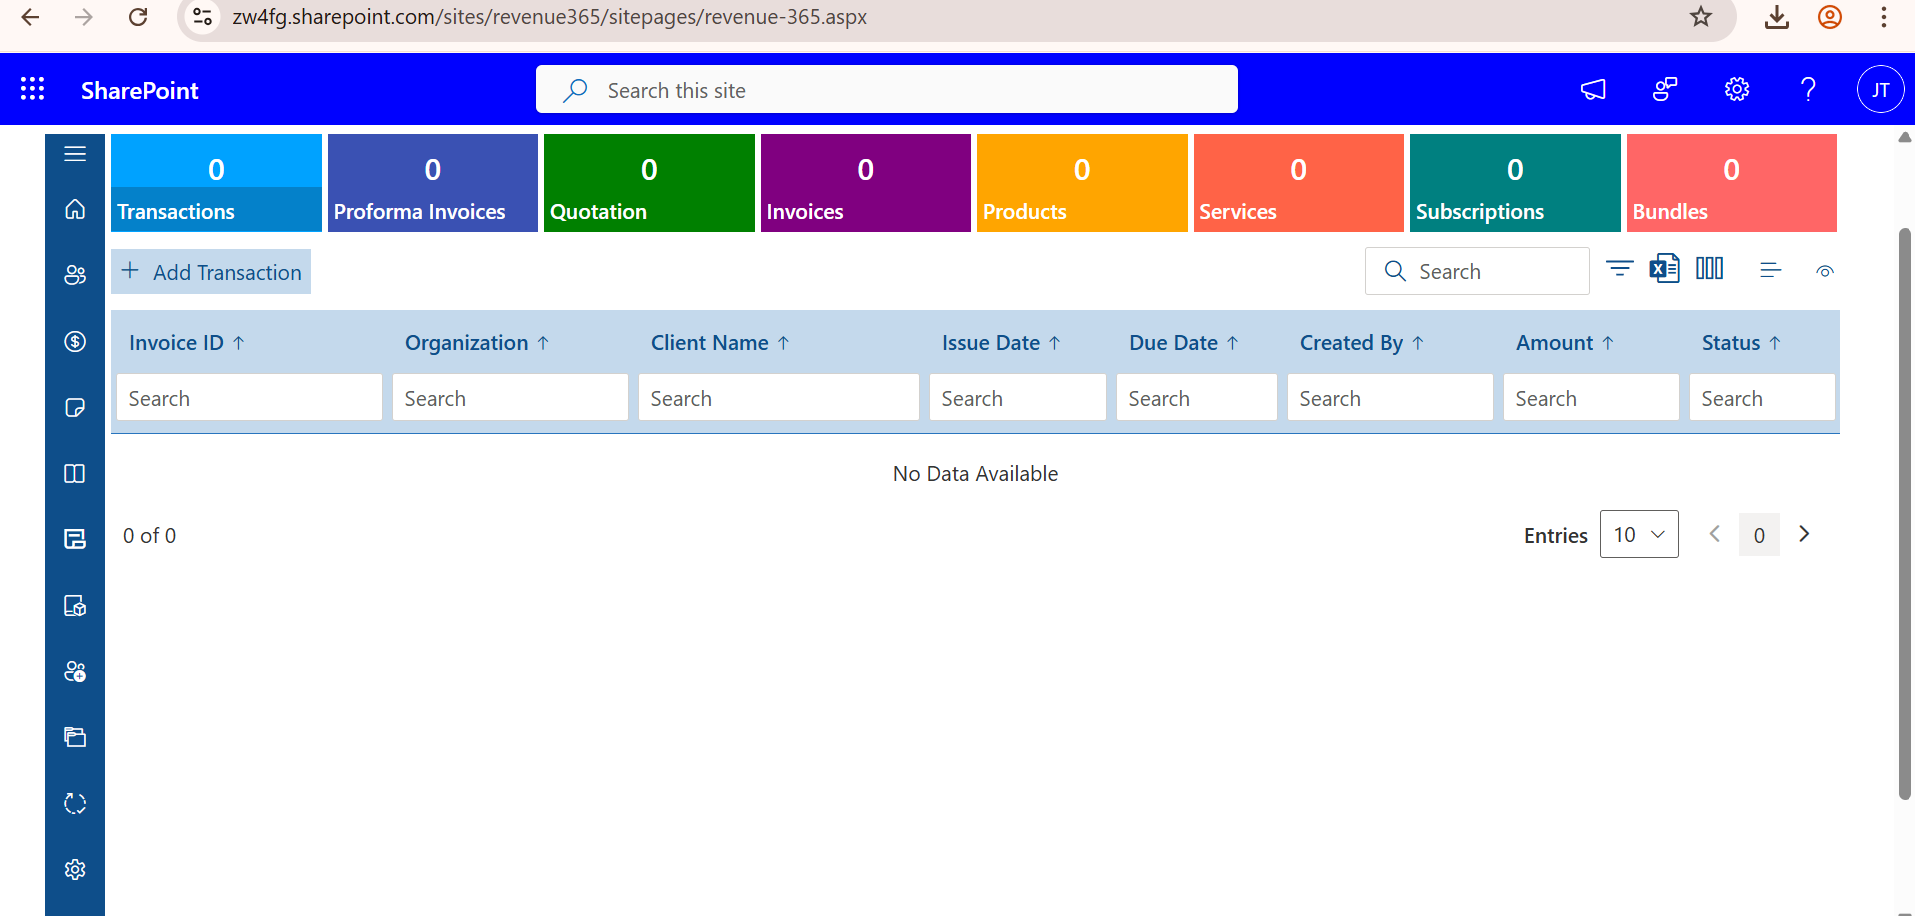 zw4fg.sharepoint.com/sites/revenue365/sitepages/revenue-365.aspx
SharePoint
Search this site
JT
0 0 0 0 0 0 0 0
Transactions Proforma Invoices Quotation Invoices Products Services Subscriptions Bundles
+ Add Transaction
Search
Invoice ID ↑ Organization ↑ Client Name ↑ Issue Date ↑ Due Date ↑ Created By ↑ Amount ↑ Status ↑
Search Search Search Search Search Search Search Search
No Data Available
0 of 0
Entries 10 0